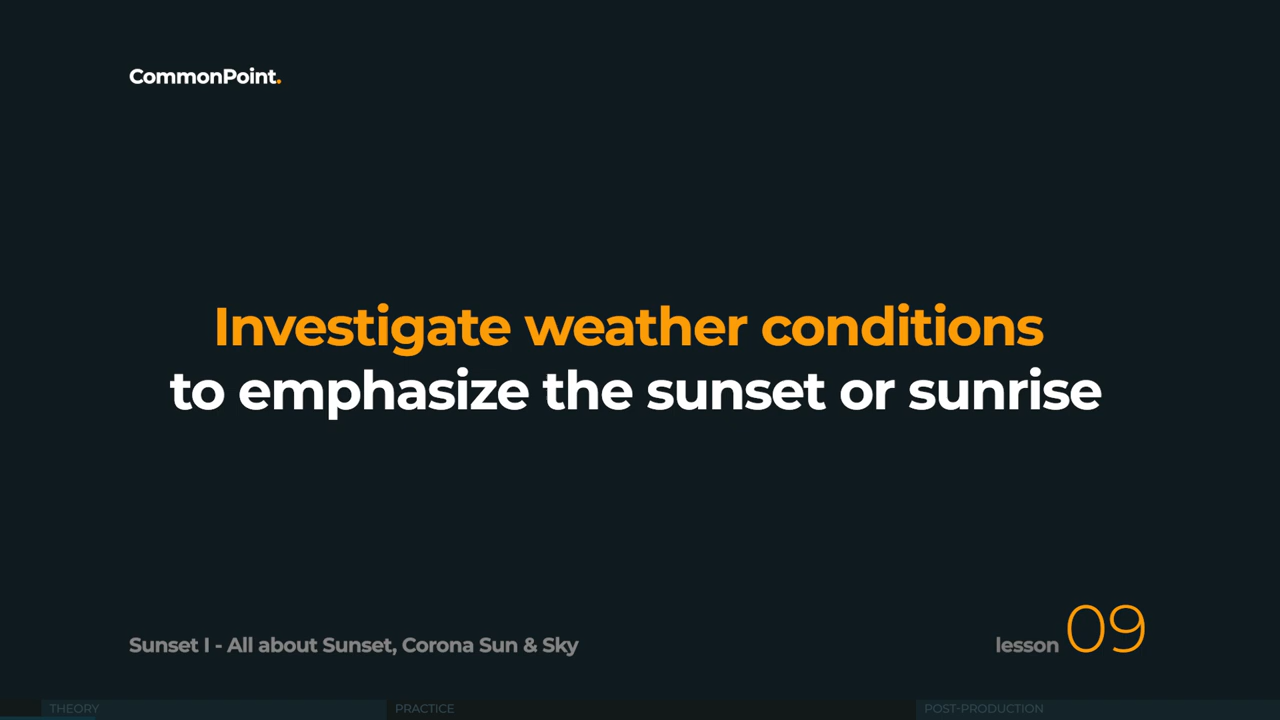 CommonPoint.
Investigate weather conditions
to emphasize the sunset or sunrise
Sunset I - All about Sunset, Corona Sun & Sky
lesson 09
THEORY
PRACTICE
POST-PRODUCTION